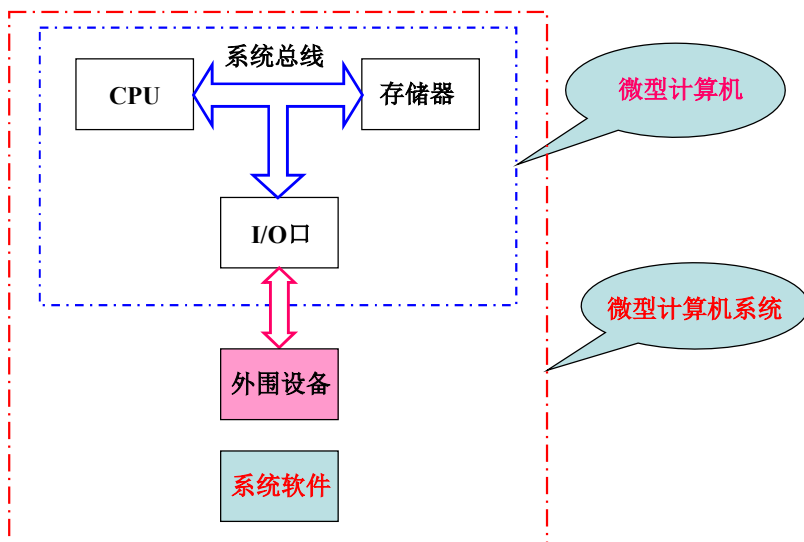 系统总线
CPU
存储器
微型计算机
I/O口
微型计算机系统
外围设备
系统软件